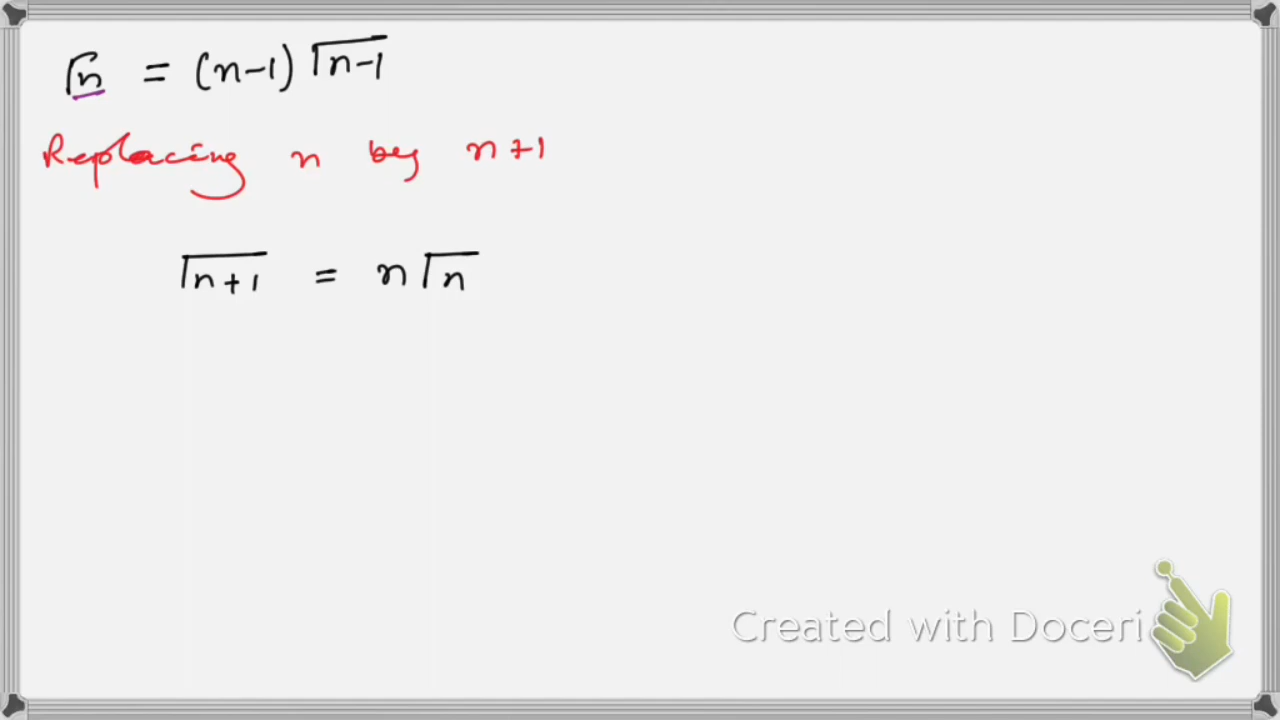 Γn = (n-1) Γn-1
Replacing n by n+1
Γn+1 = n Γn
Created with Doceri